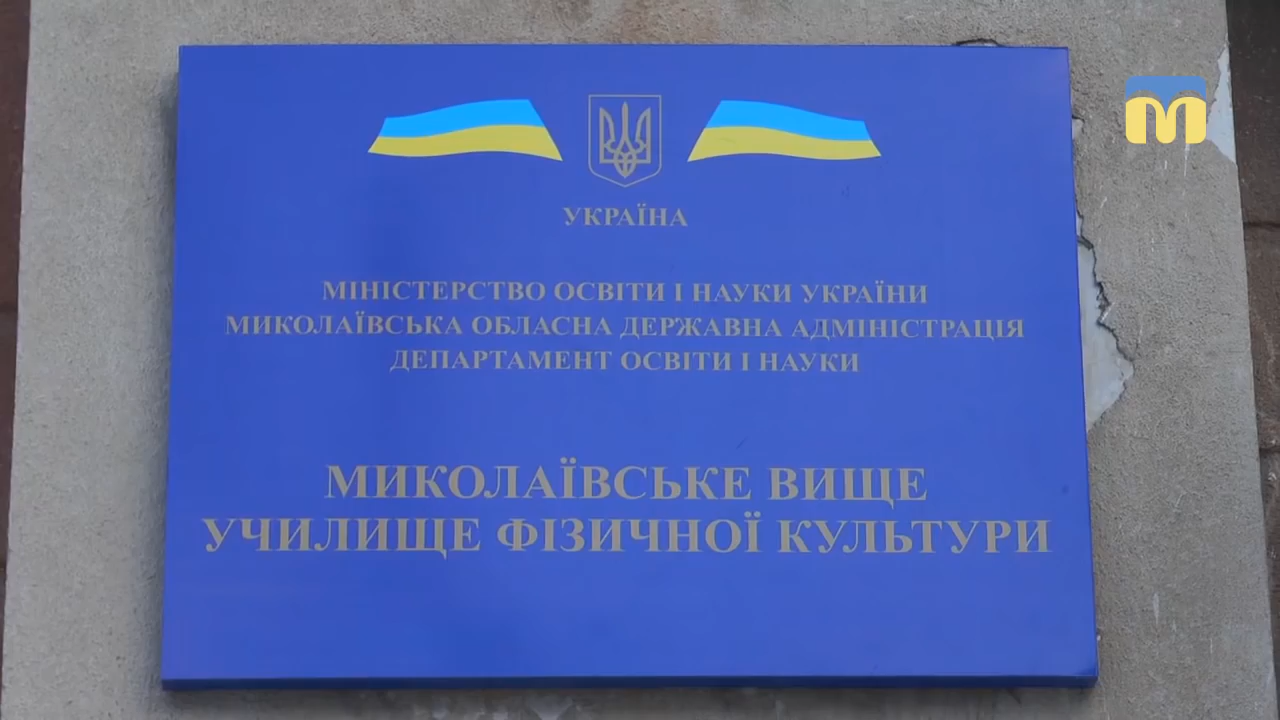 УКРАЇНА
МІНІСТЕРСТВО ОСВІТИ І НАУКИ УКРАЇНИ
МИКОЛАЇВСЬКА ОБЛАСНА ДЕРЖАВНА АДМІНІСТРАЦІЯ
ДЕПАРТАМЕНТ ОСВІТИ І НАУКИ
МИКОЛАЇВСЬКЕ ВИЩЕ
УЧИЛИЩЕ ФІЗИЧНОЇ КУЛЬТУРИ